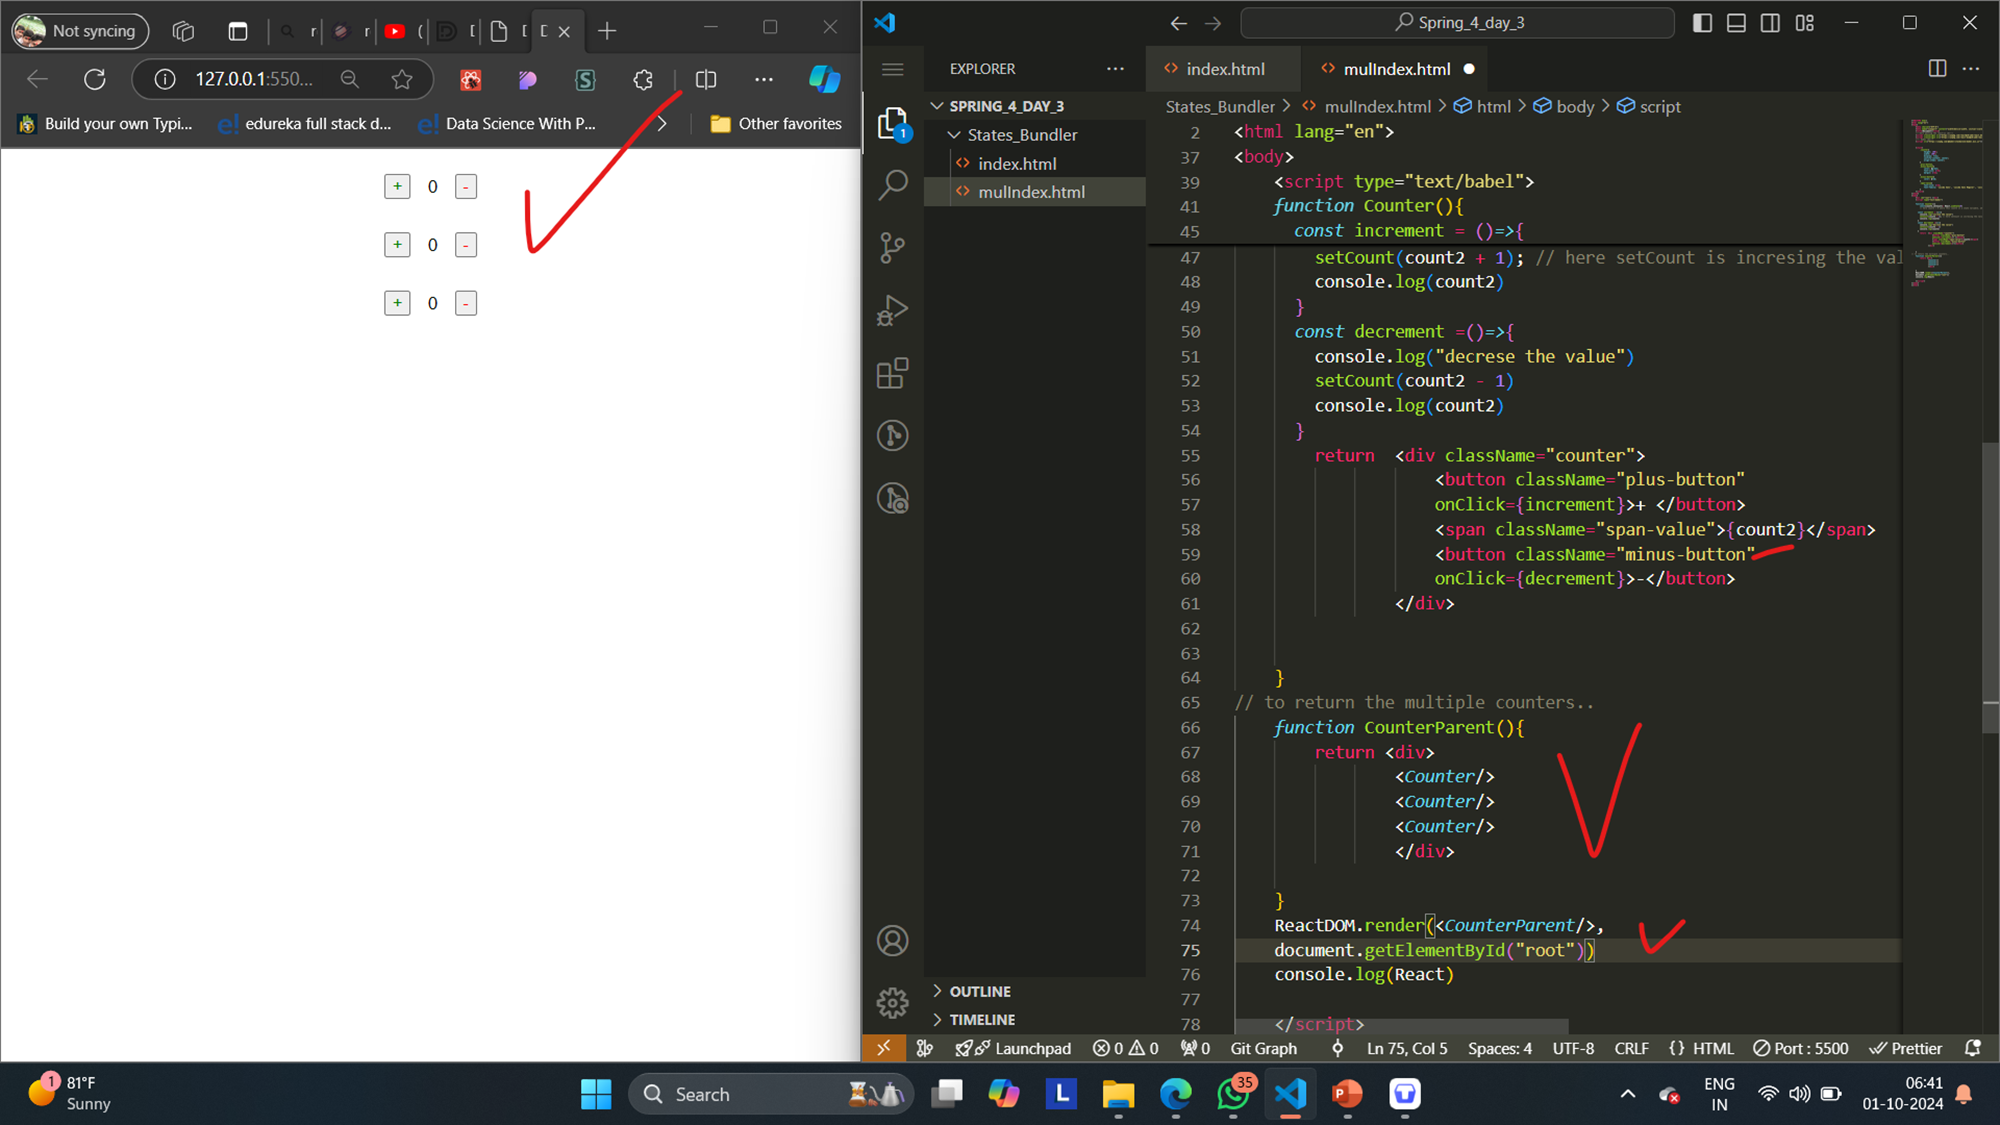 Not syncing
127.0.0.1:550...
Build your own Typi...
edureka full stack d...
Data Science With P...
Other favorites
+ 0 -
+ 0 -
+ 0 -
Spring_4_day_3
EXPLORER
SPRING_4_DAY_3
States_Bundler
index.html
mulIndex.html
1
OUTLINE
TIMELINE
index.html
mulIndex.html
States_Bundler > mulIndex.html > html > body > script
2 <html lang="en">
37 <body>
39 <script type="text/babel">
41 function Counter(){
45 const increment = ()=>{
47 setCount(count2 + 1); // here setCount is incresing the val
48 console.log(count2)
49 }
50 const decrement =()=>{
51 console.log("decrese the value")
52 setCount(count2 - 1)
53 console.log(count2)
54 }
55 return <div className="counter">
56 <button className="plus-button"
57 onClick={increment}>+ </button>
58 <span className="span-value">{count2}</span>
59 <button className="minus-button"
60 onClick={decrement}>-</button>
61 </div>
62
63
64 }
65 // to return the multiple counters..
66 function CounterParent(){
67 return <div>
68 <Counter/>
69 <Counter/>
70 <Counter/>
71 </div>
72
73 }
74 ReactDOM.render(<CounterParent/>,
75 document.getElementById("root"))
76 console.log(React)
77
78 </script>
Launchpad 0 0 0 Git Graph Ln 75, Col 5 Spaces: 4 UTF-8 CRLF {} HTML Port : 5500 Prettier
1
81°F
Sunny
Search
L
35
ENG
IN
06:41
01-10-2024